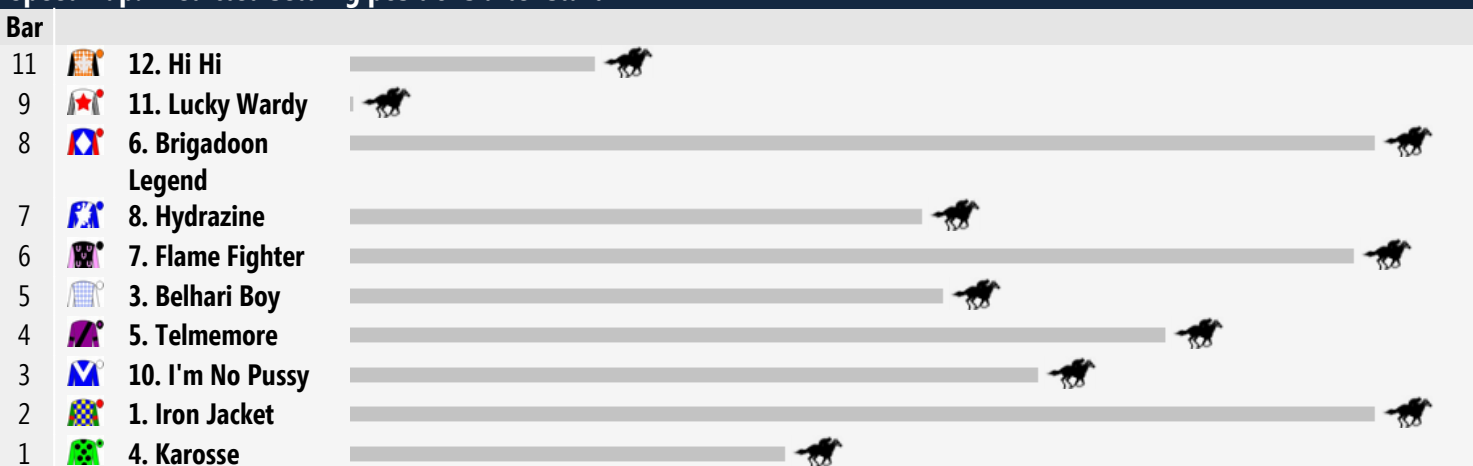 Bar
11 12. Hi Hi
9 11. Lucky Wardy
8 6. Brigadoon
Legend
7 8. Hydrazine
6 7. Flame Fighter
5 3. Belhari Boy
4 5. Telmemore
3 10. I'm No Pussy
2 1. Iron Jacket
1 4. Karosse